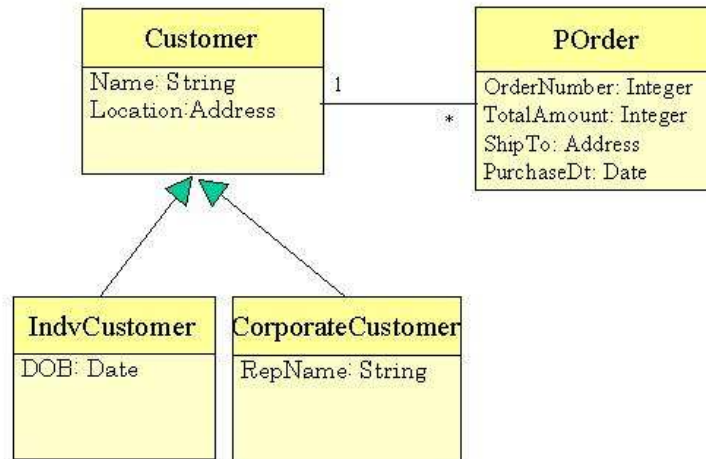 Customer
Name: String
Location:Address
1
*
POrder
OrderNumber: Integer
TotalAmount: Integer
ShipTo: Address
PurchaseDt: Date
IndvCustomer
DOB: Date
CorporateCustomer
RepName: String